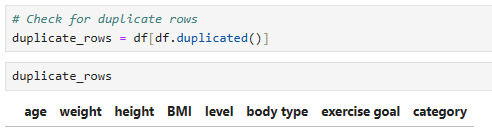 # Check for duplicate rows
duplicate_rows = df[df.duplicated()]
duplicate_rows
age weight height BMI level body type exercise goal category